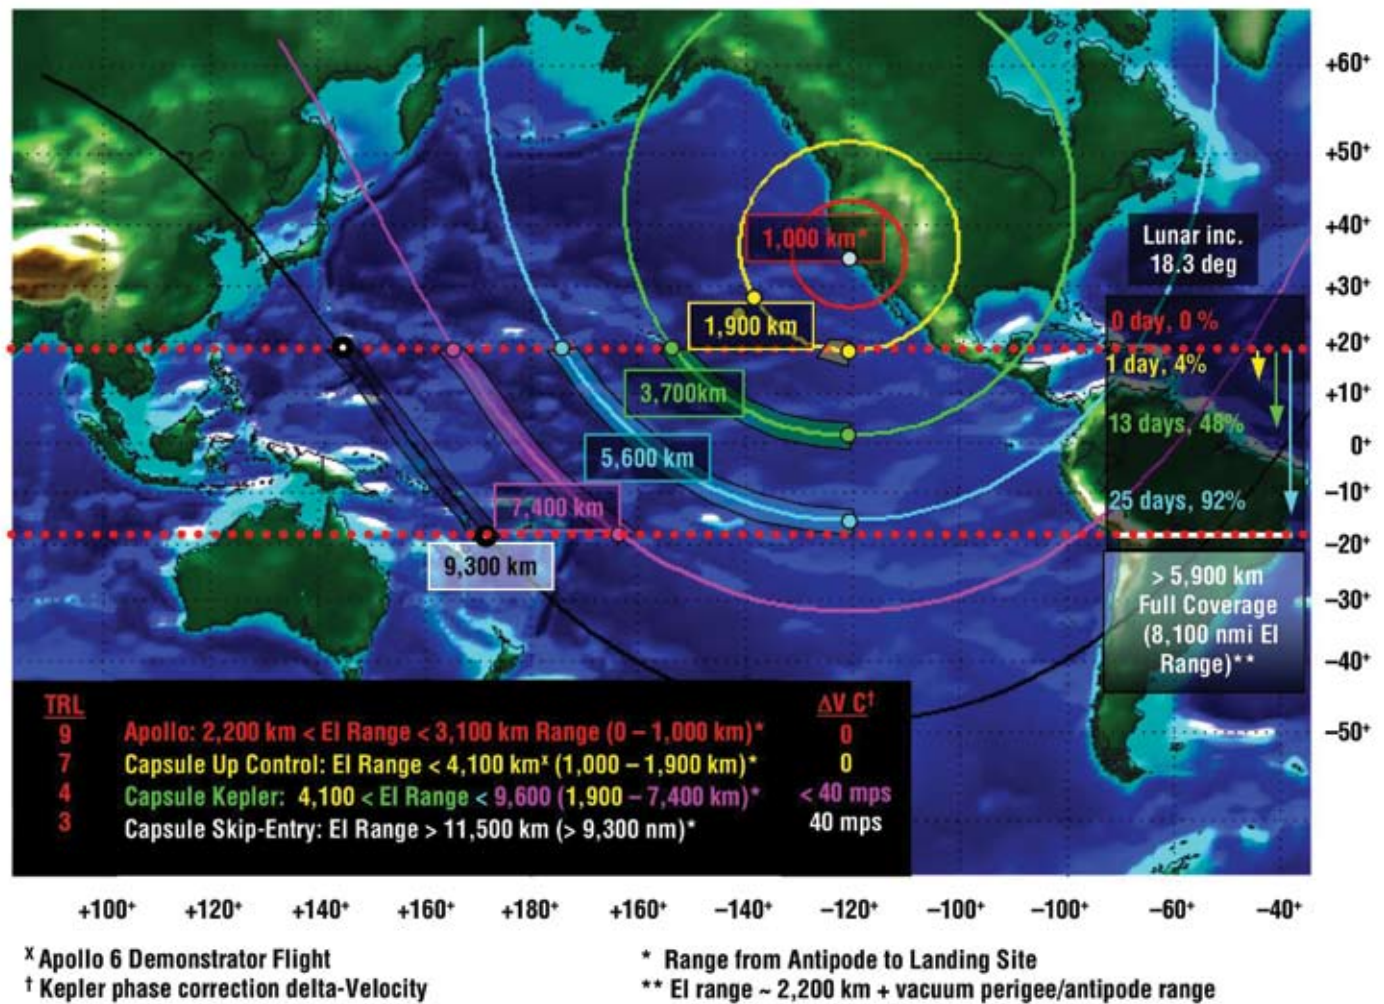 +60⁺
+50⁺
+40⁺
+30⁺
+20⁺
+10⁺
0⁺
–10⁺
–20⁺
–30⁺
–40⁺
–50⁺
1,000 km*
Lunar inc.
18.3 deg
1,900 km
0 day, 0 %
1 day, 4%
3,700km
13 days, 48%
5,600 km
7,400 km
25 days, 92%
9,300 km
> 5,900 km
Full Coverage
(8,100 nmi EI
Range)**
TRL ΔV C†
9 Apollo: 2,200 km < EI Range < 3,100 km Range (0 – 1,000 km)* 0
7 Capsule Up Control: EI Range < 4,100 kmˣ (1,000 – 1,900 km)* 0
4 Capsule Kepler: 4,100 < EI Range < 9,600 (1,900 – 7,400 km)* < 40 mps
3 Capsule Skip-Entry: EI Range > 11,500 km (> 9,300 nm)* 40 mps
+100⁺ +120⁺ +140⁺ +160⁺ +180⁺ +160⁺ –140⁺ –120⁺ –100⁺ –100⁺ –60⁺ –40⁺
ˣ Apollo 6 Demonstrator Flight
† Kepler phase correction delta-Velocity
* Range from Antipode to Landing Site
** EI range ~ 2,200 km + vacuum perigee/antipode range